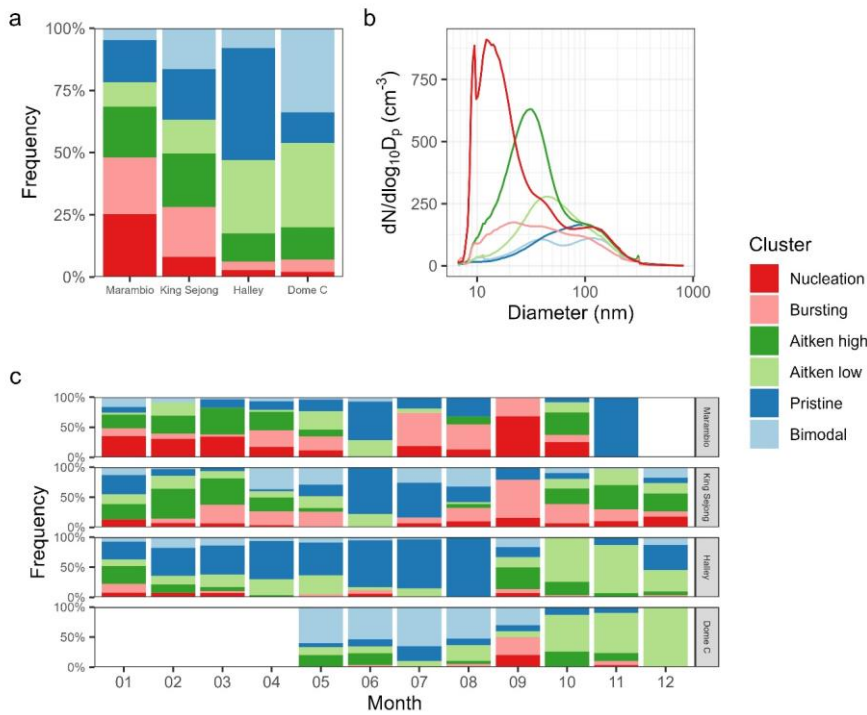 a
100%
75%
50%
25%
0%
Frequency
Marambio
King Sejong
Halley
Dome C
b
750
500
250
0
dN/dlog₁₀Dₚ (cm⁻³)
10
100
1000
Diameter (nm)
Cluster
Nucleation
Bursting
Aitken high
Aitken low
Pristine
Bimodal
c
Frequency
100%
50%
0%
Marambio
100%
50%
0%
King Sejong
100%
50%
0%
Halley
100%
50%
0%
Dome C
01 02 03 04 05 06 07 08 09 10 11 12
Month